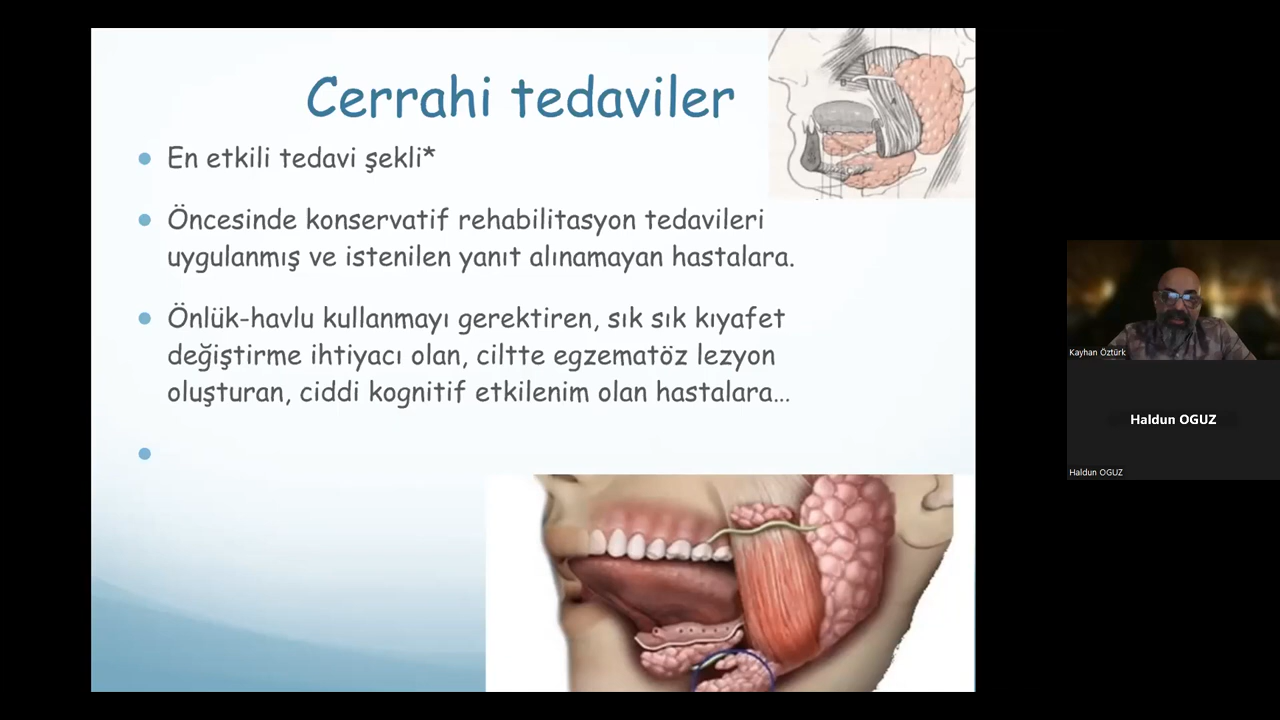 Cerrahi tedaviler
En etkili tedavi şekli*
Öncesinde konservatif rehabilitasyon tedavileri
uygulanmış ve istenilen yanıt alınamayan hastalara.
Önlük-havlu kullanmayı gerektiren, sık sık kıyafet
değiştirme ihtiyacı olan, ciltte egzematöz lezyon
oluşturan, ciddi kognitif etkilenim olan hastalara...
Kayhan Öztürk
Haldun OGUZ
Haldun OGUZ